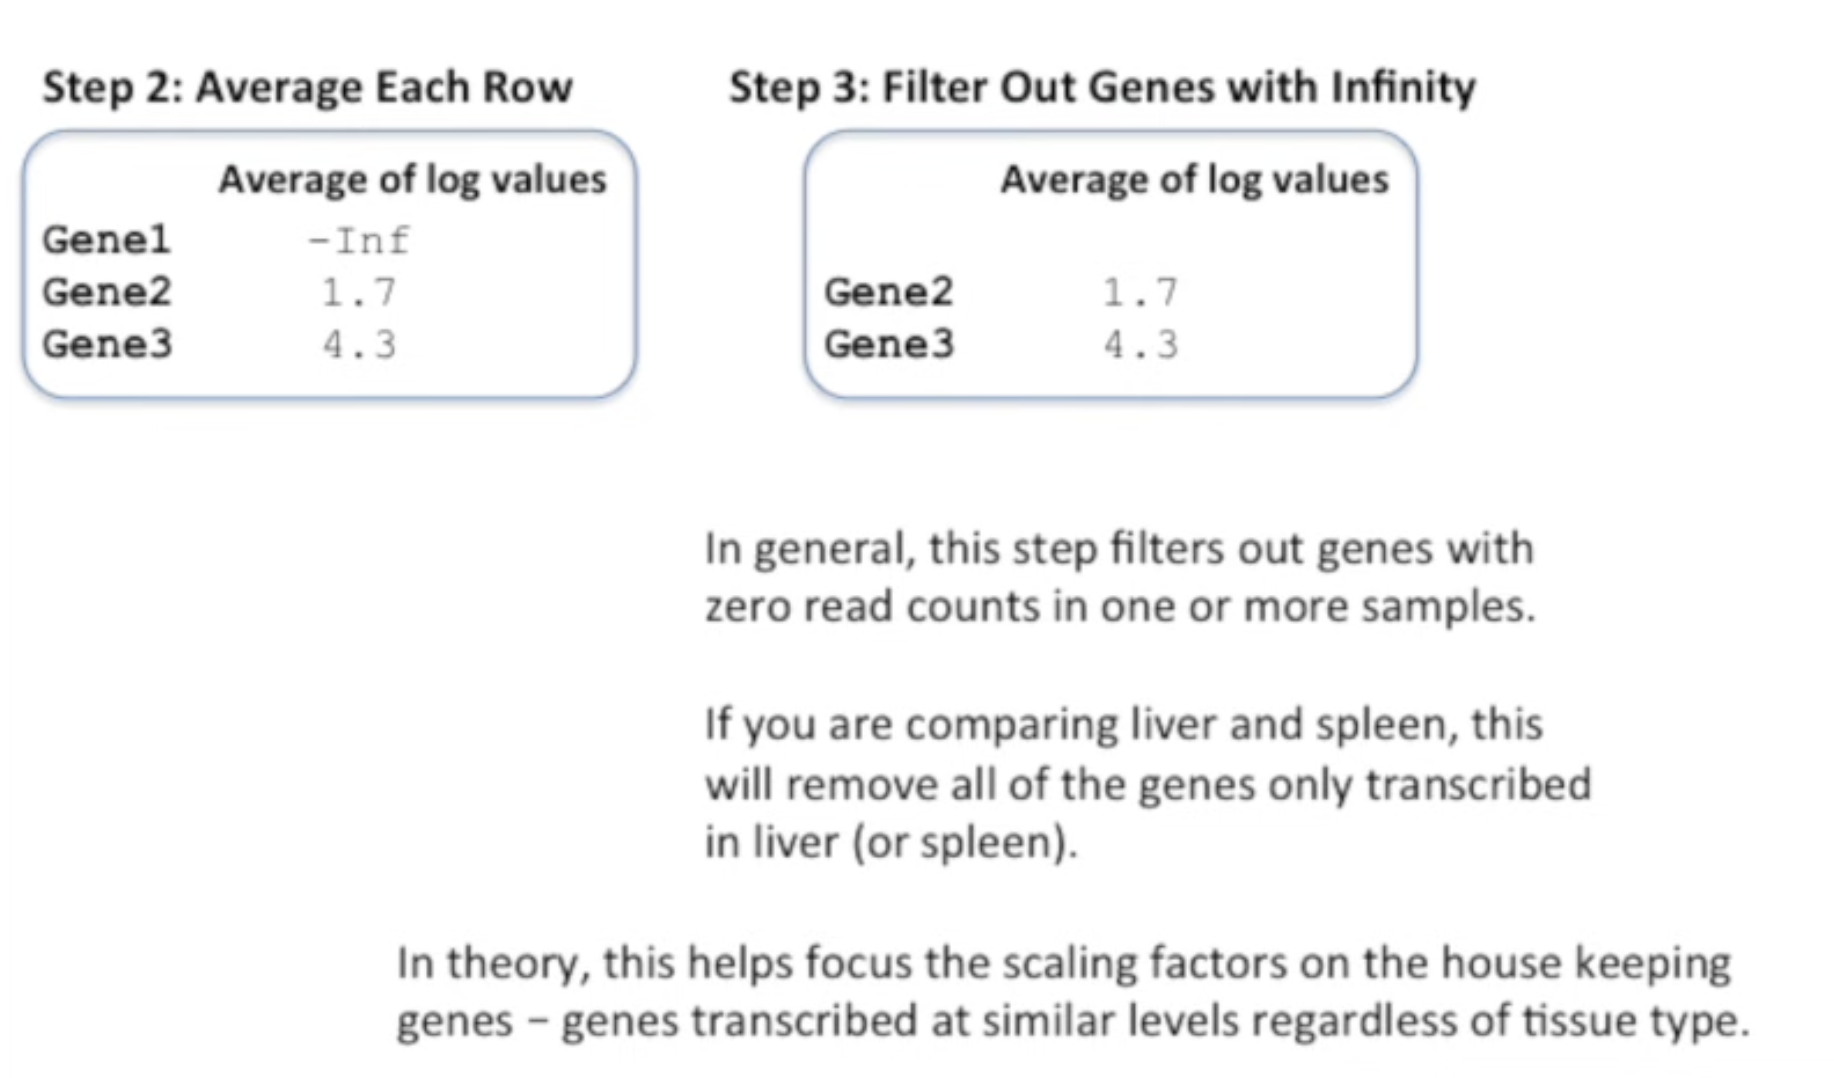 Step 2: Average Each Row
Average of log values
Gene1 -Inf
Gene2 1.7
Gene3 4.3
Step 3: Filter Out Genes with Infinity
Average of log values
Gene2 1.7
Gene3 4.3
In general, this step filters out genes with
zero read counts in one or more samples.
If you are comparing liver and spleen, this
will remove all of the genes only transcribed
in liver (or spleen).
In theory, this helps focus the scaling factors on the house keeping
genes – genes transcribed at similar levels regardless of tissue type.